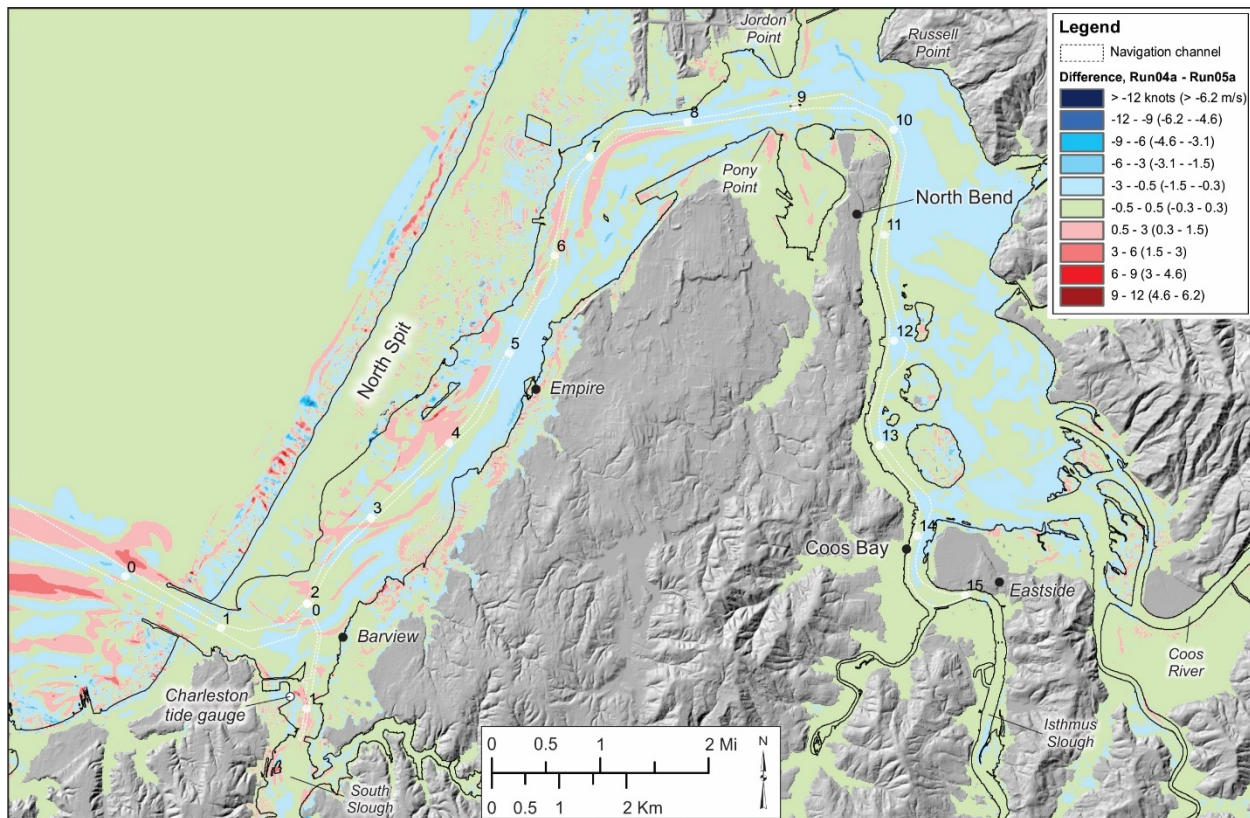 Jordon
Point
Russell
Point
Legend
Navigation channel
Difference, Run04a - Run05a
> -12 knots (> -6.2 m/s)
-12 - -9 (-6.2 - -4.6)
-9 - -6 (-4.6 - -3.1)
-6 - -3 (-3.1 - -1.5)
-3 - -0.5 (-1.5 - -0.3)
-0.5 - 0.5 (-0.3 - 0.3)
0.5 - 3 (0.3 - 1.5)
3 - 6 (1.5 - 3)
6 - 9 (3 - 4.6)
9 - 12 (4.6 - 6.2)
9
8
10
7
Pony
Point
North Bend
11
6
North Spit
12
5
Empire
4
13
3
14
Coos Bay
0
2
0
15
Eastside
1
Barview
Coos
River
Charleston
tide gauge
1
Isthmus
Slough
South
Slough
0 0.5 1 2 Mi
N
0 0.5 1 2 Km